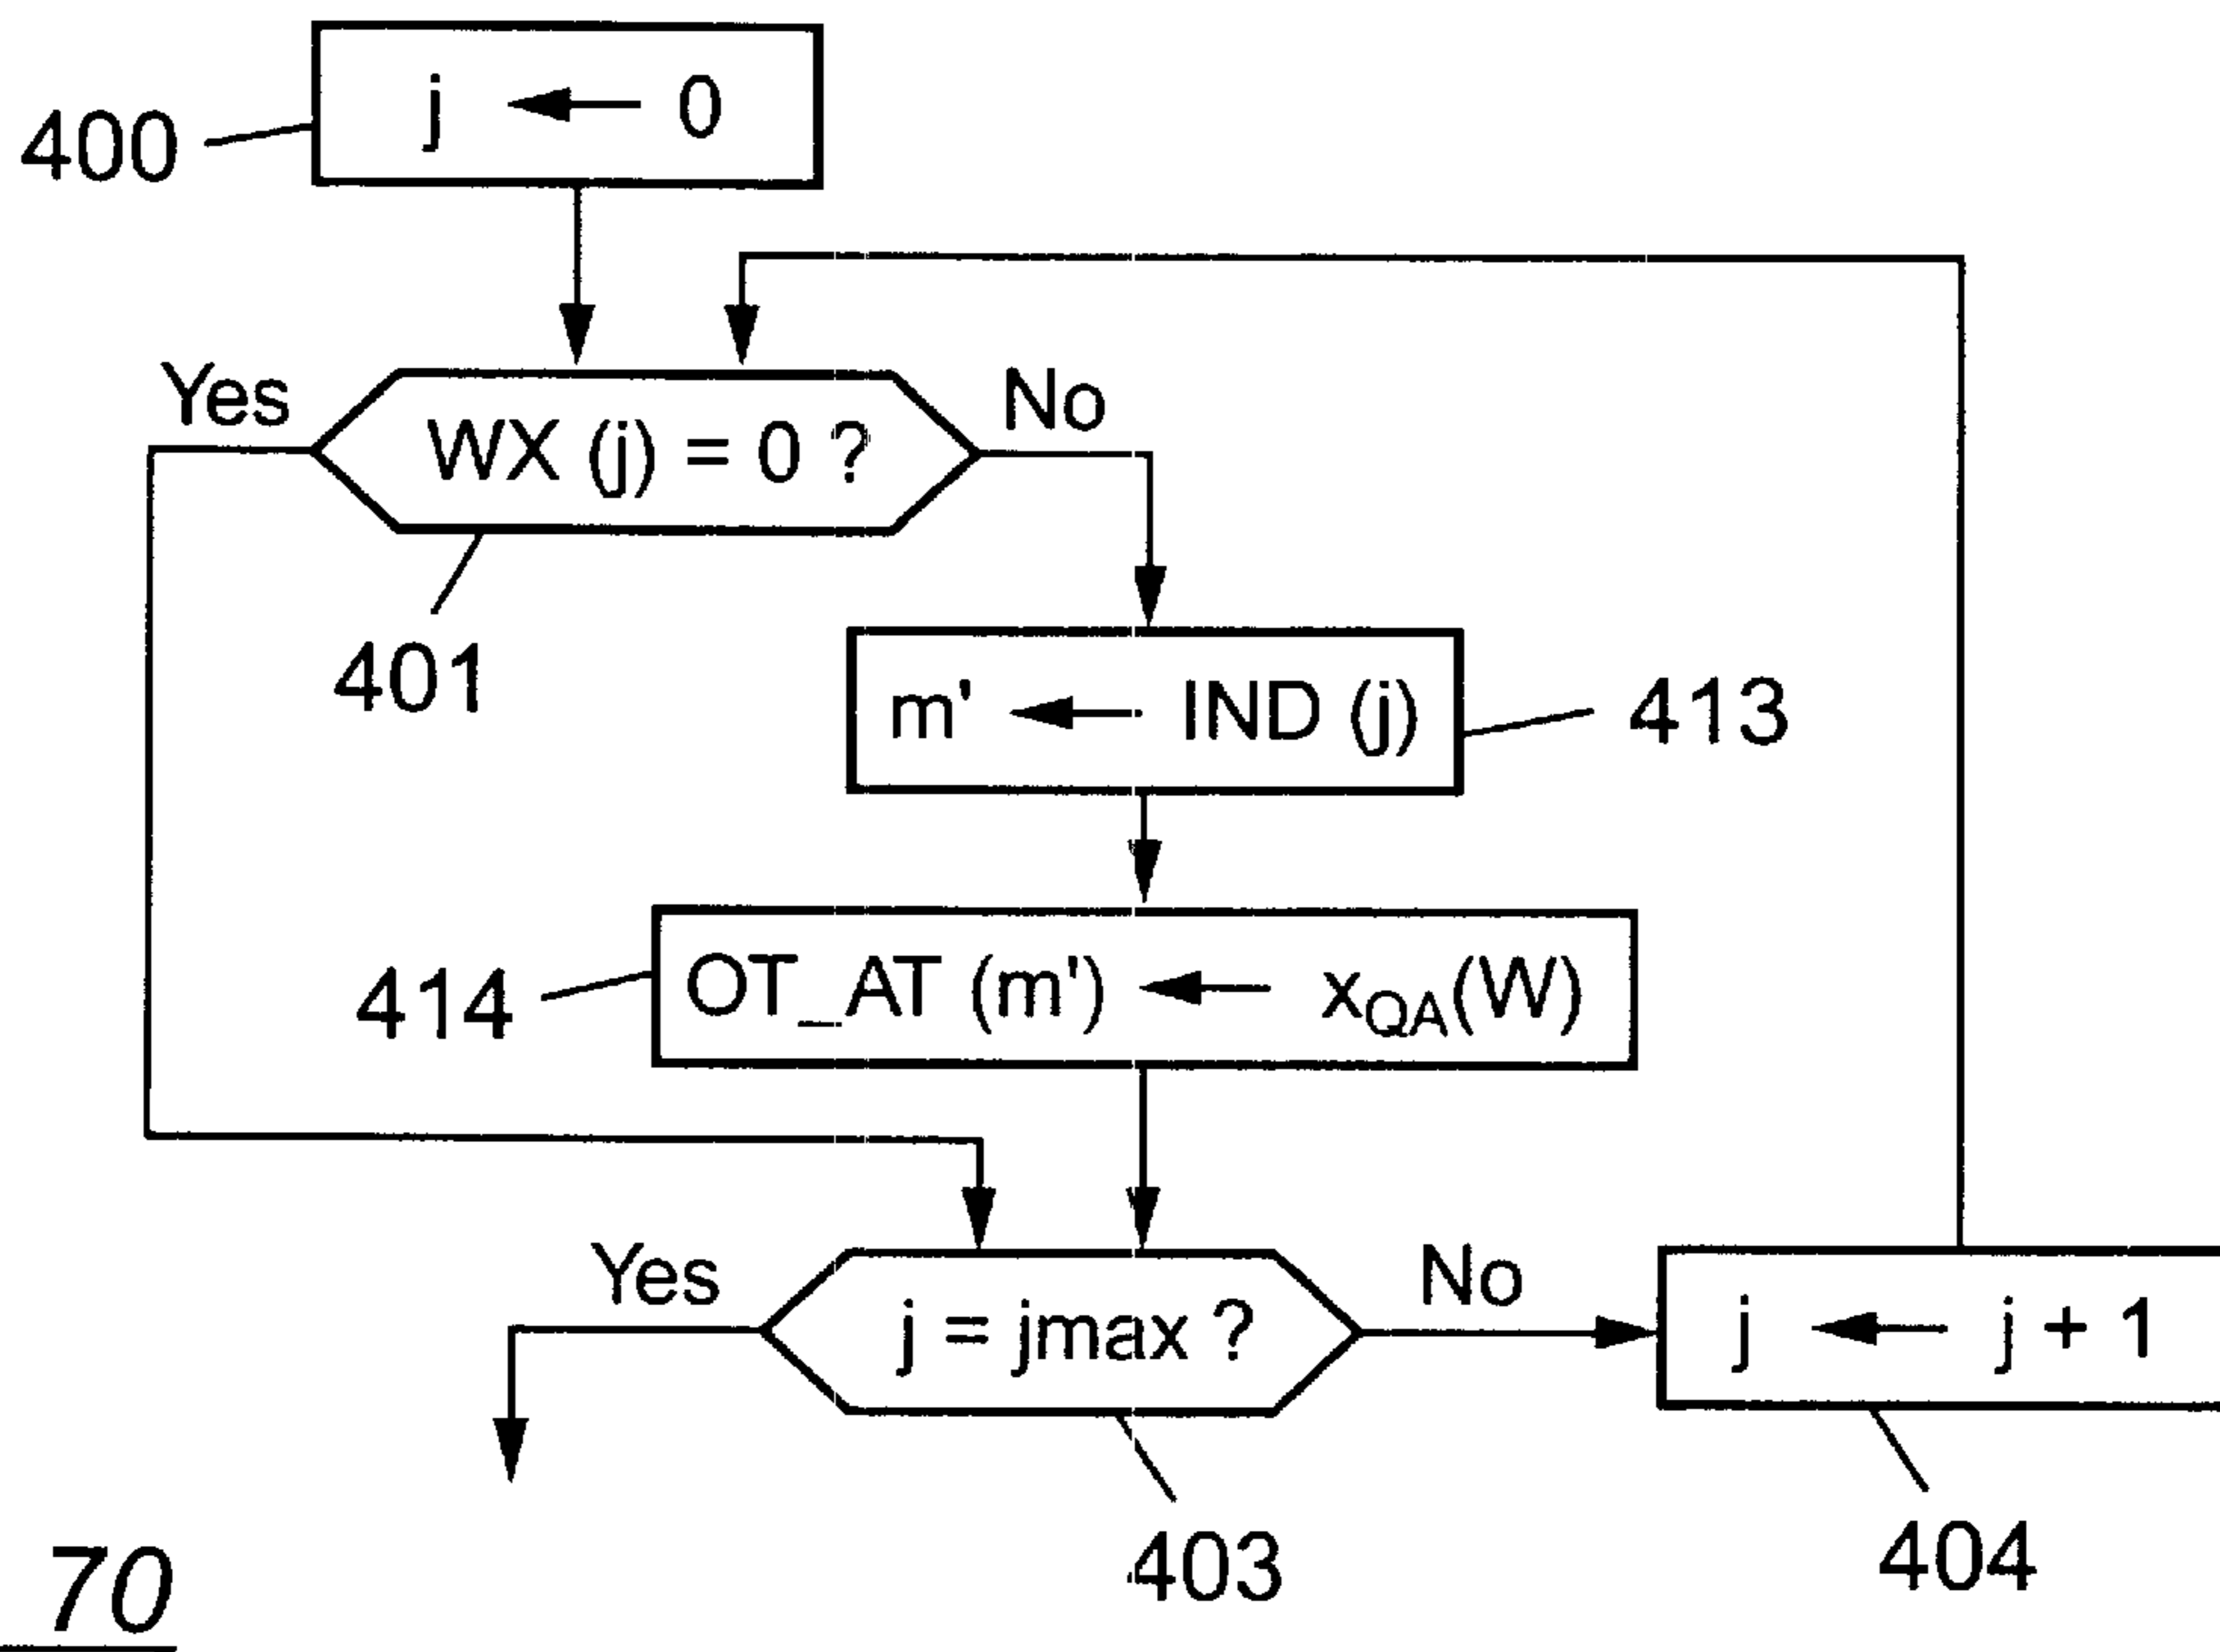 j ← 0
400
Yes
WX (j) = 0 ?
No
401
m' ← IND (j)
413
414
OT_AT (m') ← xQA(W)
Yes
j = jmax ?
No
j ← j + 1
403
404
70